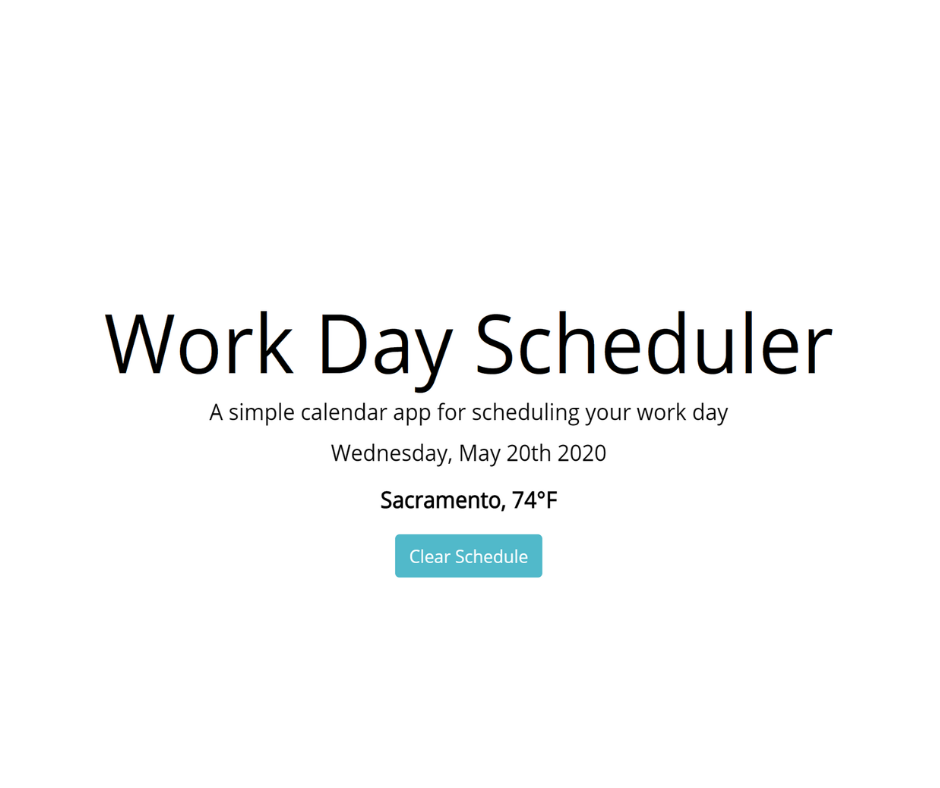 Work Day Scheduler
A simple calendar app for scheduling your work day
Wednesday, May 20th 2020
Sacramento, 74°F
Clear Schedule